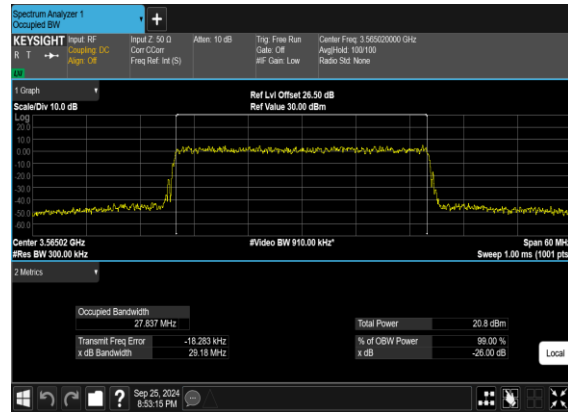 Spectrum Analyzer 1
Occupied BW
+
KEYSIGHT
R T
LU
Input: RF
Coupling: DC
Align: Off
Input Z: 50 Ω
Corr CCorr
Freq Ref: Int (S)
Atten: 10 dB
Trig: Free Run
Gate: Off
#IF Gain: Low
Center Freq: 3.565020000 GHz
Avg|Hold: 100/100
Radio Std: None
1 Graph
Scale/Div 10.0 dB
Ref Lvl Offset 26.50 dB
Ref Value 30.00 dBm
Log
20.0
10.0
0.00
-10.0
-20.0
-30.0
-40.0
-50.0
-60.0
Center 3.56502 GHz
#Res BW 300.00 kHz
#Video BW 910.00 kHz*
Span 60 MHz
Sweep 1.00 ms (1001 pts
2 Metrics
Occupied Bandwidth
27.837 MHz
Transmit Freq Error -18.283 kHz
x dB Bandwidth 29.18 MHz
Total Power 20.8 dBm
% of OBW Power 99.00 %
x dB -26.00 dB
Local
?
Sep 25, 2024
8:53:15 PM